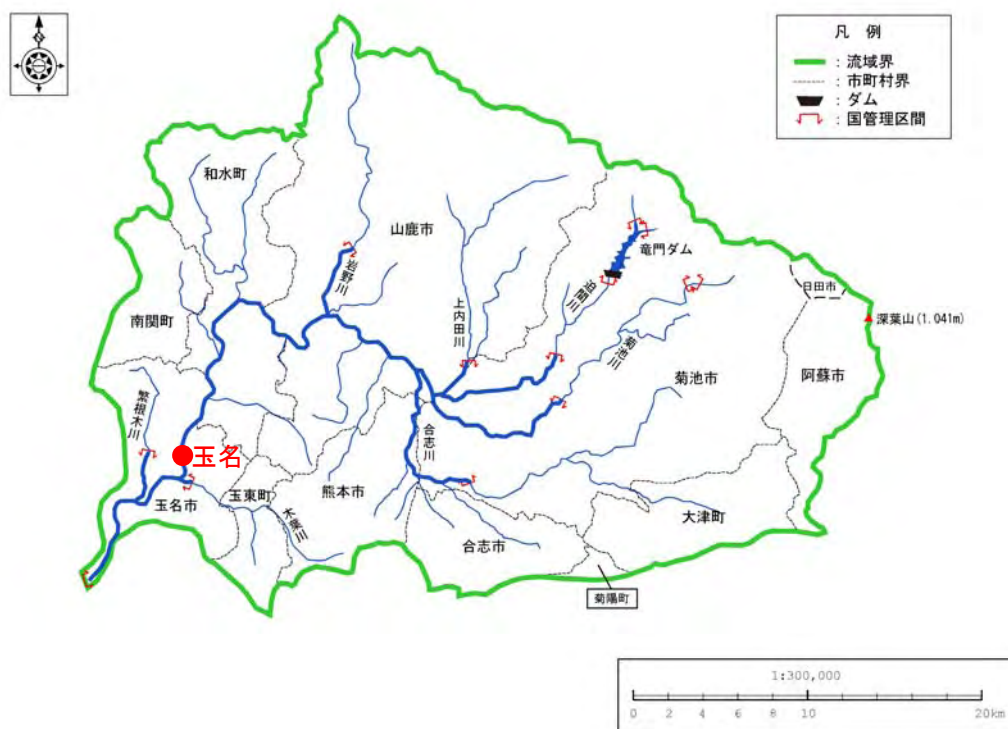 凡 例
：流域界
：市町村界
：ダム
：国管理区間
和水町
山鹿市
岩野川
上内田川
竜門ダム
迫間川
日田市
深葉山(1.041m)
南関町
菊池川
菊池市
阿蘇市
繁根木川
合志川
玉名
玉名市
玉東町
木葉川
熊本市
合志市
大津町
菊陽町
1:300,000
0 2 4 6 8 10 20km